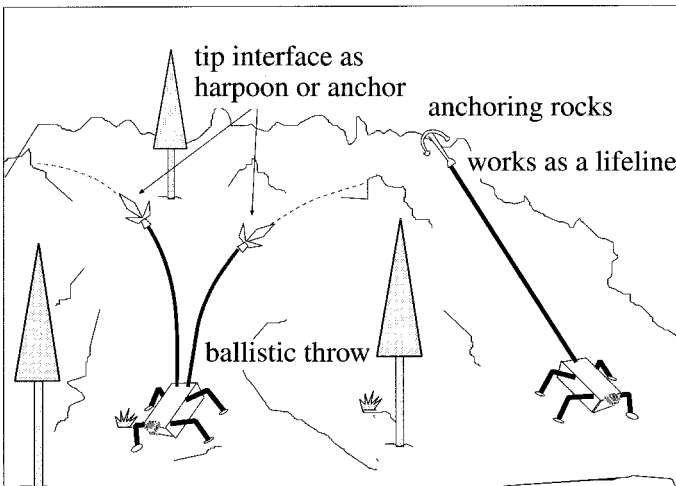 tip interface as
harpoon or anchor
anchoring rocks
works as a lifeline
ballistic throw